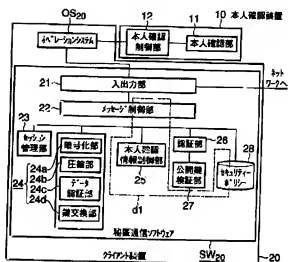 OS20
10 本人確認装置
オペレーションシステム
12
本人確認制御部
11
本人確認部
21
入出力部
ネットワークへ
22
メッセージ制御部
23
セッション管理部
24
24a
暗号化部
24b
圧縮部
24c
データ認証部
24d
鍵交換部
本人確認情報制御部
25
認証部
26
公開鍵検証部
27
28
セキュリティーポリシー
d1
秘匿通信ソフトウェア
クライアント装置
SW20
20